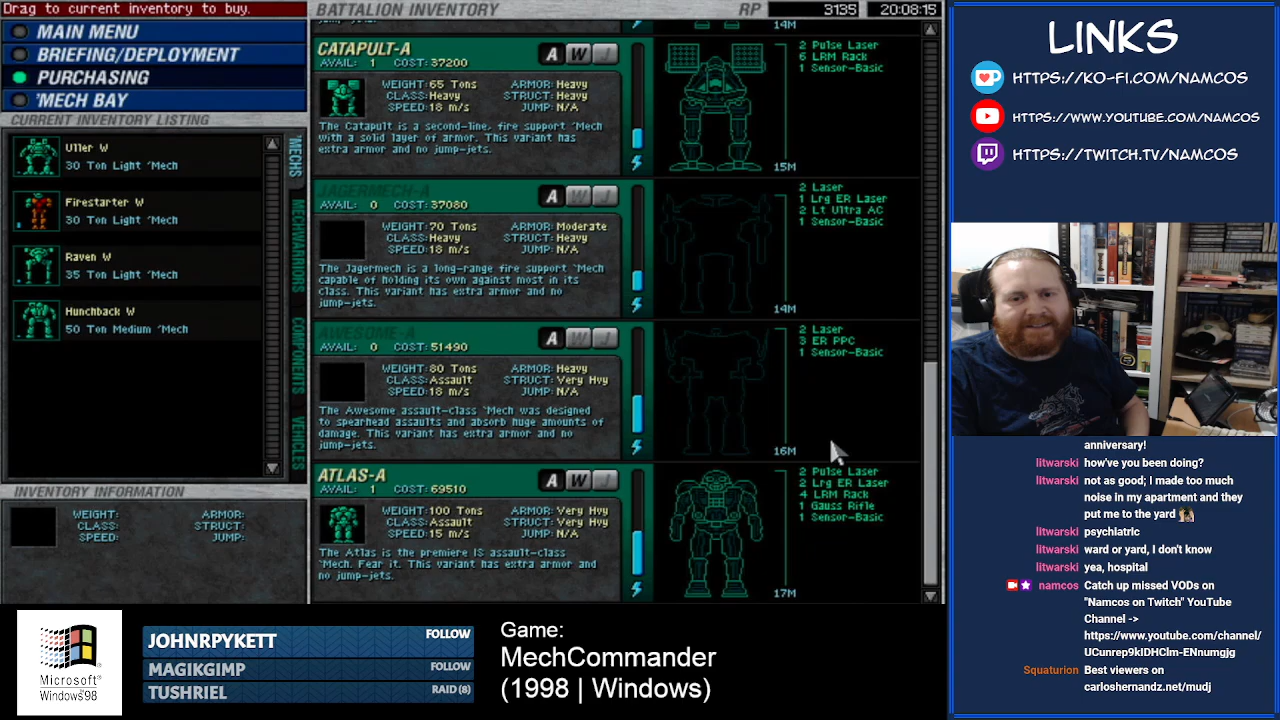 Drag to current inventory to buy.
BATTALION INVENTORY
RP
3135
20:08:15
MAIN MENU
BRIEFING/DEPLOYMENT
PURCHASING
'MECH BAY
CURRENT INVENTORY LISTING
Uller W
30 Ton Light 'Mech
Firestarter W
30 Ton Light 'Mech
Raven W
35 Ton Light 'Mech
Hunchback W
50 Ton Medium 'Mech
MECHS
MECHWARRIORS
COMPONENTS
VEHICLES
INVENTORY INFORMATION
WEIGHT:
CLASS:
SPEED:
ARMOR:
STRUCT:
JUMP:
14M
CATAPULT-A
AVAIL: 1 COST: 37200
A W J
WEIGHT: 65 Tons
CLASS: Heavy
SPEED: 18 m/s
ARMOR: Heavy
STRUCT: Heavy
JUMP: N/A
The Catapult is a second-line, fire support 'Mech
with a solid layer of armor. This variant has
extra armor and no jump-jets.
2 Pulse Laser
6 LRM Rack
1 Sensor-Basic
15M
JAGERMECH-A
AVAIL: 0 COST: 37080
A W J
WEIGHT: 70 Tons
CLASS: Heavy
SPEED: 18 m/s
ARMOR: Moderate
STRUCT: Heavy
JUMP: N/A
The Jagermech is a long-range fire support 'Mech
capable of holding its own against most in its
class. This variant has extra armor and no
jump-jets.
2 Laser
1 Lrg ER Laser
2 Lt Ultra AC
1 Sensor-Basic
14M
AWESOME-A
AVAIL: 0 COST: 51490
A W J
WEIGHT: 80 Tons
CLASS: Assault
SPEED: 18 m/s
ARMOR: Heavy
STRUCT: Very Hvy
JUMP: N/A
The Awesome assault-class 'Mech was designed
to spearhead assaults and absorb huge amounts of
damage. This variant has extra armor and no
jump-jets.
2 Laser
3 ER PPC
1 Sensor-Basic
16M
ATLAS-A
AVAIL: 1 COST: 69510
A W J
WEIGHT: 100 Tons
CLASS: Assault
SPEED: 15 m/s
ARMOR: Very Hvy
STRUCT: Very Hvy
JUMP: N/A
The Atlas is the premiere IS assault-class
'Mech. Fear it. This variant has extra armor and
no jump-jets.
2 Pulse Laser
2 Lrg ER Laser
4 LRM Rack
1 Gauss Rifle
1 Sensor-Basic
17M
LINKS
HTTPS://KO-FI.COM/NAMCOS
HTTPS://WWW.YOUTUBE.COM/NAMCOS
HTTPS://TWITCH.TV/NAMCOS
anniversary!
litwarski how've you been doing?
litwarski not as good; I made too much
noise in my apartment and they
put me to the yard
litwarski psychiatric
litwarski ward or yard, I don't know
litwarski yea, hospital
namcos Catch up missed VODs on
"Namcos on Twitch" YouTube
Channel ->
https://www.youtube.com/channel/
UCunrep9kIDHClm-ENnumgjg
Squaturion Best viewers on
carloshernandz.net/mudj
Microsoft
Windows98
JOHNRPYKETT FOLLOW
MAGIKGIMP FOLLOW
TUSHRIEL RAID (8)
Game:
MechCommander
(1998 | Windows)